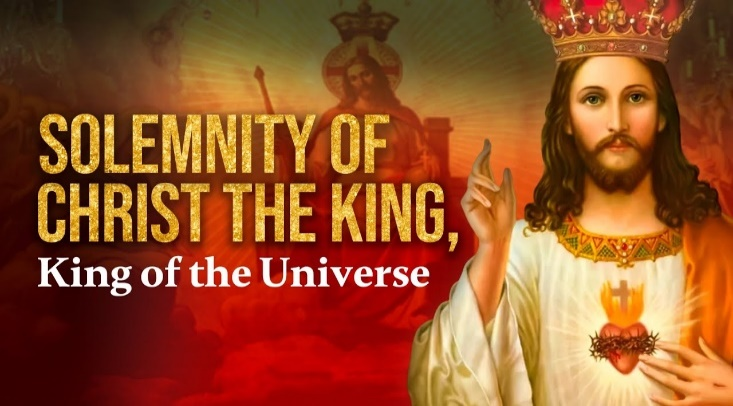 SOLEMNITY OF
CHRIST THE KING,
King of the Universe